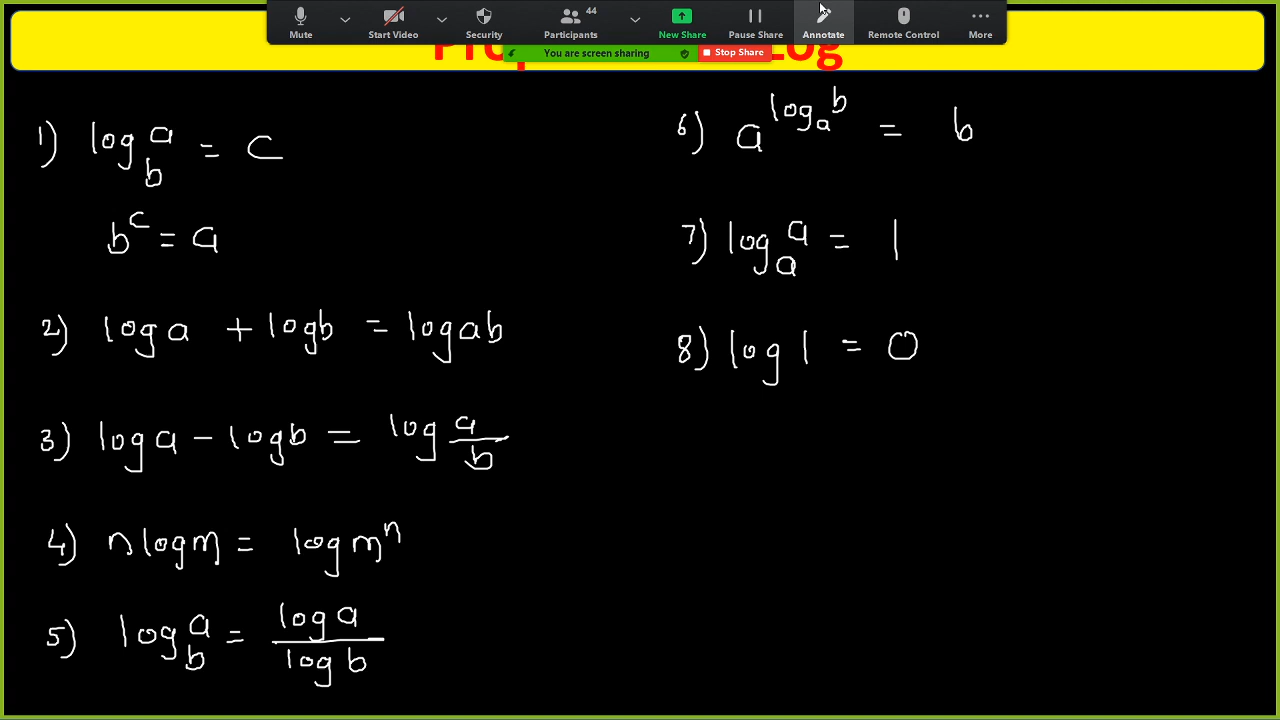 Mute
Start Video
Security
44
Participants
New Share
Pause Share
Annotate
Remote Control
More
You are screen sharing
Stop Share
1) log_b a = c
b^c = a
2) log a + log b = log ab
3) log a - log b = log a/b
4) n log m = log m^n
5) log_b a = log a / log b
6) a^(log_a b) = b
7) log_a a = 1
8) log 1 = 0